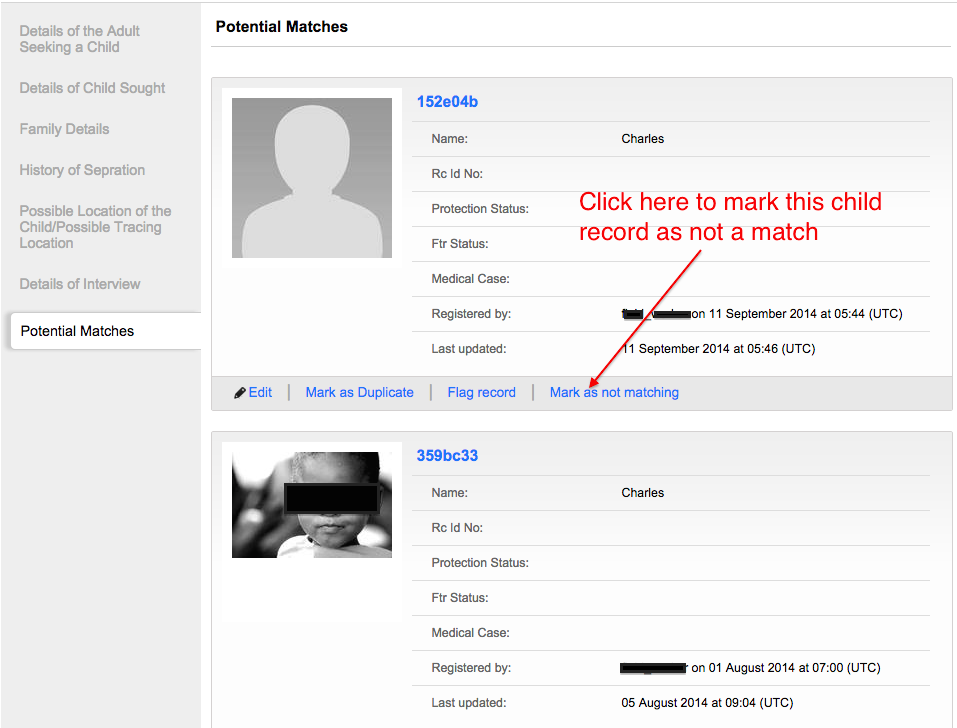 Details of the Adult
Seeking a Child
Details of Child Sought
Family Details
History of Sepration
Possible Location of the
Child/Possible Tracing
Location
Details of Interview
Potential Matches
Potential Matches
152e04b
Name: Charles
Rc Id No:
Protection Status:
Ftr Status:
Medical Case:
Registered by: on 11 September 2014 at 05:44 (UTC)
Last updated: 11 September 2014 at 05:46 (UTC)
Click here to mark this child
record as not a match
Edit | Mark as Duplicate | Flag record | Mark as not matching
359bc33
Name: Charles
Rc Id No:
Protection Status:
Ftr Status:
Medical Case:
Registered by: on 01 August 2014 at 07:00 (UTC)
Last updated: 05 August 2014 at 09:04 (UTC)